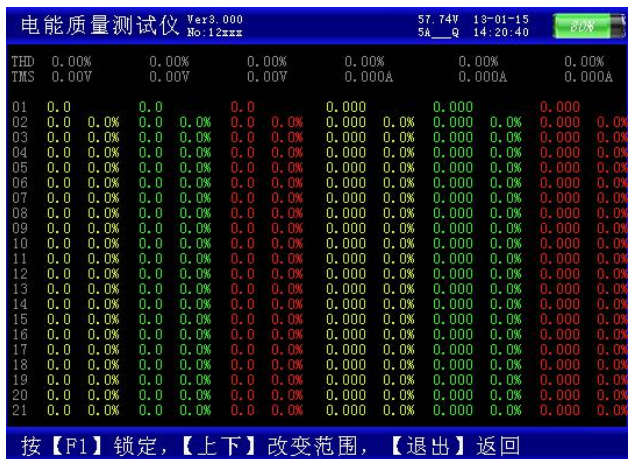 电能质量测试仪 Ver3.000 57.74V 13-01-15 80%
No:12xxx 5A__Q 14:20:40
THD 0.00% 0.00% 0.00% 0.00% 0.00% 0.00%
TMS 0.00V 0.00V 0.00V 0.000A 0.000A 0.000A
01 0.0 0.0 0.0 0.000 0.000 0.000
02 0.0 0.0% 0.0 0.0% 0.0 0.0% 0.000 0.0% 0.000 0.0% 0.000 0.0%
03 0.0 0.0% 0.0 0.0% 0.0 0.0% 0.000 0.0% 0.000 0.0% 0.000 0.0%
04 0.0 0.0% 0.0 0.0% 0.0 0.0% 0.000 0.0% 0.000 0.0% 0.000 0.0%
05 0.0 0.0% 0.0 0.0% 0.0 0.0% 0.000 0.0% 0.000 0.0% 0.000 0.0%
06 0.0 0.0% 0.0 0.0% 0.0 0.0% 0.000 0.0% 0.000 0.0% 0.000 0.0%
07 0.0 0.0% 0.0 0.0% 0.0 0.0% 0.000 0.0% 0.000 0.0% 0.000 0.0%
08 0.0 0.0% 0.0 0.0% 0.0 0.0% 0.000 0.0% 0.000 0.0% 0.000 0.0%
09 0.0 0.0% 0.0 0.0% 0.0 0.0% 0.000 0.0% 0.000 0.0% 0.000 0.0%
10 0.0 0.0% 0.0 0.0% 0.0 0.0% 0.000 0.0% 0.000 0.0% 0.000 0.0%
11 0.0 0.0% 0.0 0.0% 0.0 0.0% 0.000 0.0% 0.000 0.0% 0.000 0.0%
12 0.0 0.0% 0.0 0.0% 0.0 0.0% 0.000 0.0% 0.000 0.0% 0.000 0.0%
13 0.0 0.0% 0.0 0.0% 0.0 0.0% 0.000 0.0% 0.000 0.0% 0.000 0.0%
14 0.0 0.0% 0.0 0.0% 0.0 0.0% 0.000 0.0% 0.000 0.0% 0.000 0.0%
15 0.0 0.0% 0.0 0.0% 0.0 0.0% 0.000 0.0% 0.000 0.0% 0.000 0.0%
16 0.0 0.0% 0.0 0.0% 0.0 0.0% 0.000 0.0% 0.000 0.0% 0.000 0.0%
17 0.0 0.0% 0.0 0.0% 0.0 0.0% 0.000 0.0% 0.000 0.0% 0.000 0.0%
18 0.0 0.0% 0.0 0.0% 0.0 0.0% 0.000 0.0% 0.000 0.0% 0.000 0.0%
19 0.0 0.0% 0.0 0.0% 0.0 0.0% 0.000 0.0% 0.000 0.0% 0.000 0.0%
20 0.0 0.0% 0.0 0.0% 0.0 0.0% 0.000 0.0% 0.000 0.0% 0.000 0.0%
21 0.0 0.0% 0.0 0.0% 0.0 0.0% 0.000 0.0% 0.000 0.0% 0.000 0.0%
按【F1】锁定,【上下】改变范围, 【退出】返回